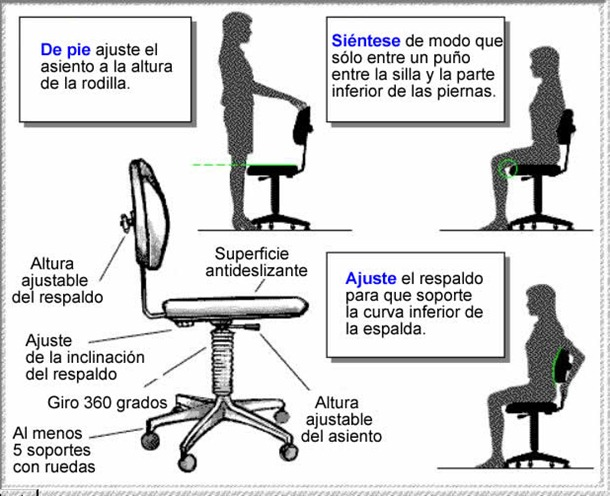 De pie ajuste el
asiento a la altura
de la rodilla.
Siéntese de modo que
sólo entre un puño
entre la silla y la parte
inferior de las piernas.
Altura
ajustable
del respaldo
Superficie
antideslizante
Ajuste el respaldo
para que soporte
la curva inferior de
la espalda.
Ajuste
de la inclinación
del respaldo
Giro 360 grados
Altura
ajustable
del asiento
Al menos
5 soportes
con ruedas